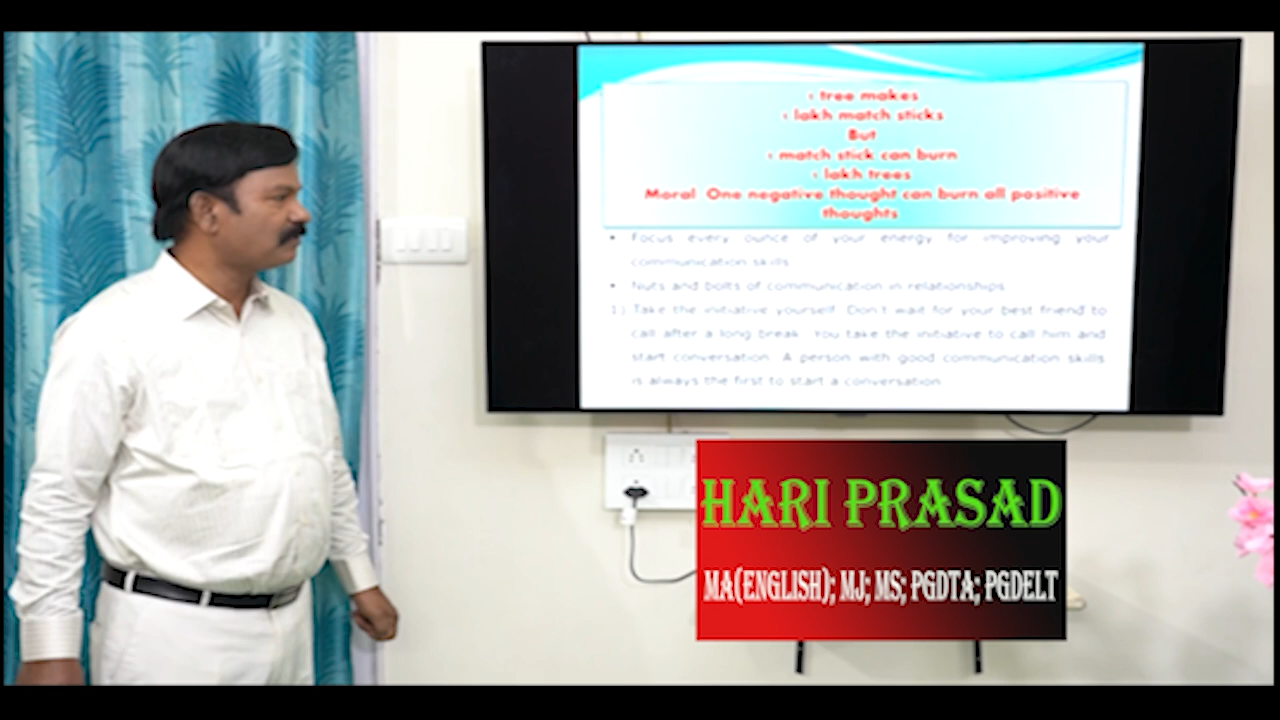 1 tree makes
1 lakh match sticks
But
1 match stick can burn
1 lakh trees
Moral: One negative thought can burn all positive
thoughts
• Focus every ounce of your energy for improving your
communication skills.
• Nuts and bolts of communication in relationships
1) Take the initiative yourself. Don't wait for your best friend to
call after a long break. You take the initiative to call him and
start conversation. A person with good communication skills
is always the first to start a conversation.
HARI PRASAD
MA(ENGLISH); MJ; MS; PGDTA; PGDELT